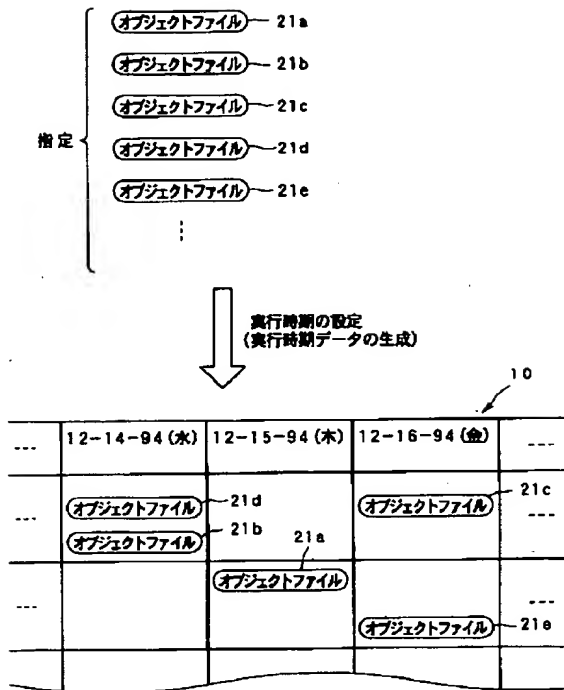 オブジェクトファイル 21a
オブジェクトファイル 21b
オブジェクトファイル 21c
指定
オブジェクトファイル 21d
オブジェクトファイル 21e
実行時期の設定
(実行時期データの生成)
10
--- 12-14-94(水) 12-15-94(木) 12-16-94(金) ---
オブジェクトファイル 21d
オブジェクトファイル 21c
--- オブジェクトファイル 21b ---
21a
オブジェクトファイル
--- ---
オブジェクトファイル 21e